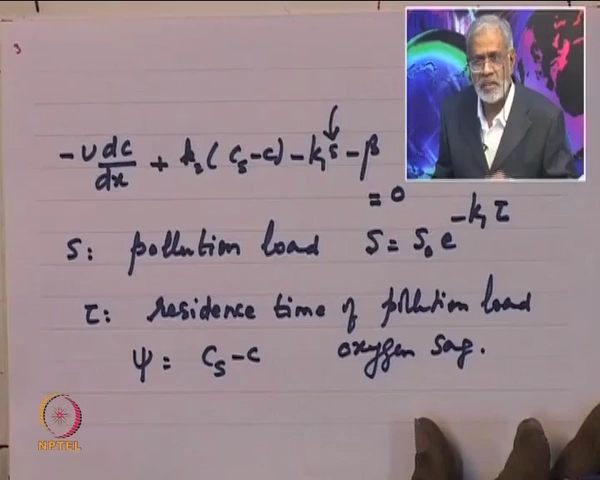 3
- U dc/dx + k₂(Cs-c) - k₁s - β
= 0
S: pollution load S = S₀ e^-k₁τ
τ: residence time of pollution load
ψ = Cs-c oxygen sag.
NPTEL